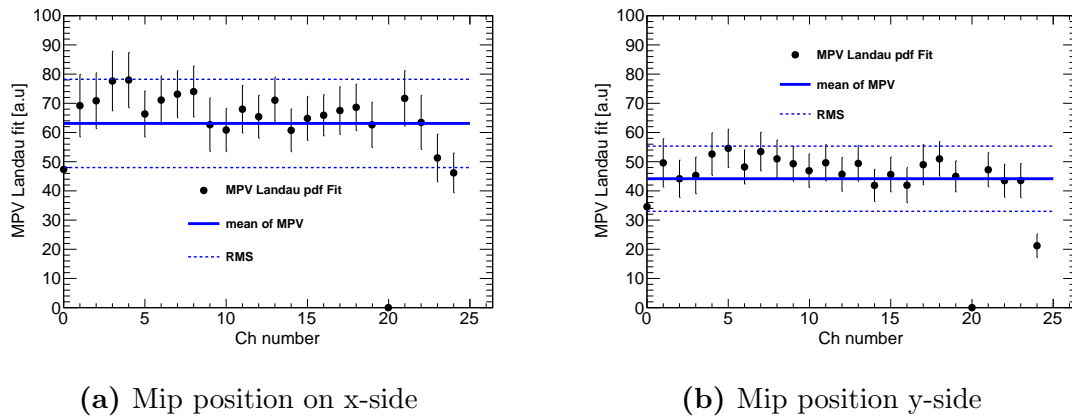 MPV Landau fit [a.u]
100
90
80
70
60
50
40
30
20
10
0
MPV Landau pdf Fit
mean of MPV
RMS
0 5 10 15 20 25
Ch number
(a) Mip position on x-side
MPV Landau fit [a.u]
100
90
80
70
60
50
40
30
20
10
0
MPV Landau pdf Fit
mean of MPV
RMS
0 5 10 15 20 25
Ch number
(b) Mip position y-side